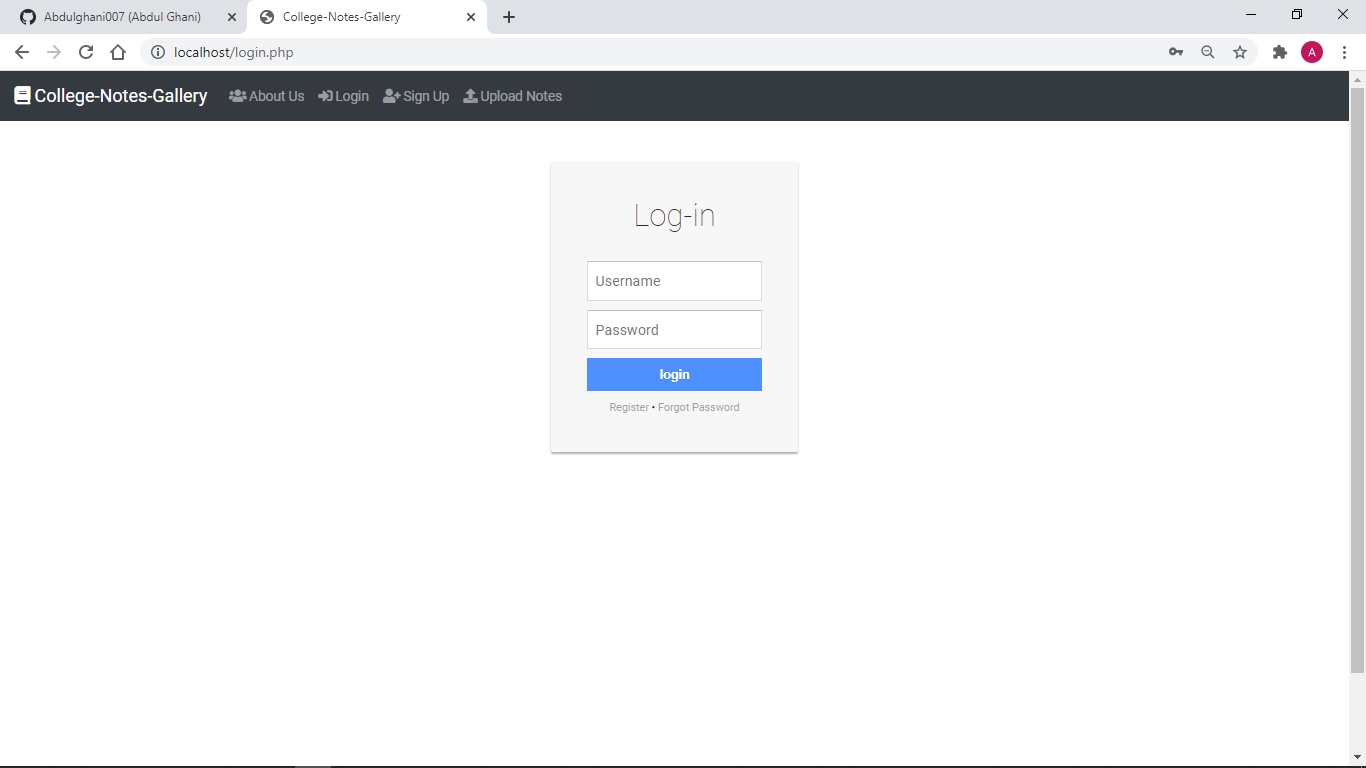 Abdulghani007 (Abdul Ghani)
College-Notes-Gallery
localhost/login.php
A
College-Notes-Gallery
About Us
Login
Sign Up
Upload Notes
Log-in
Username
Password
login
Register • Forgot Password